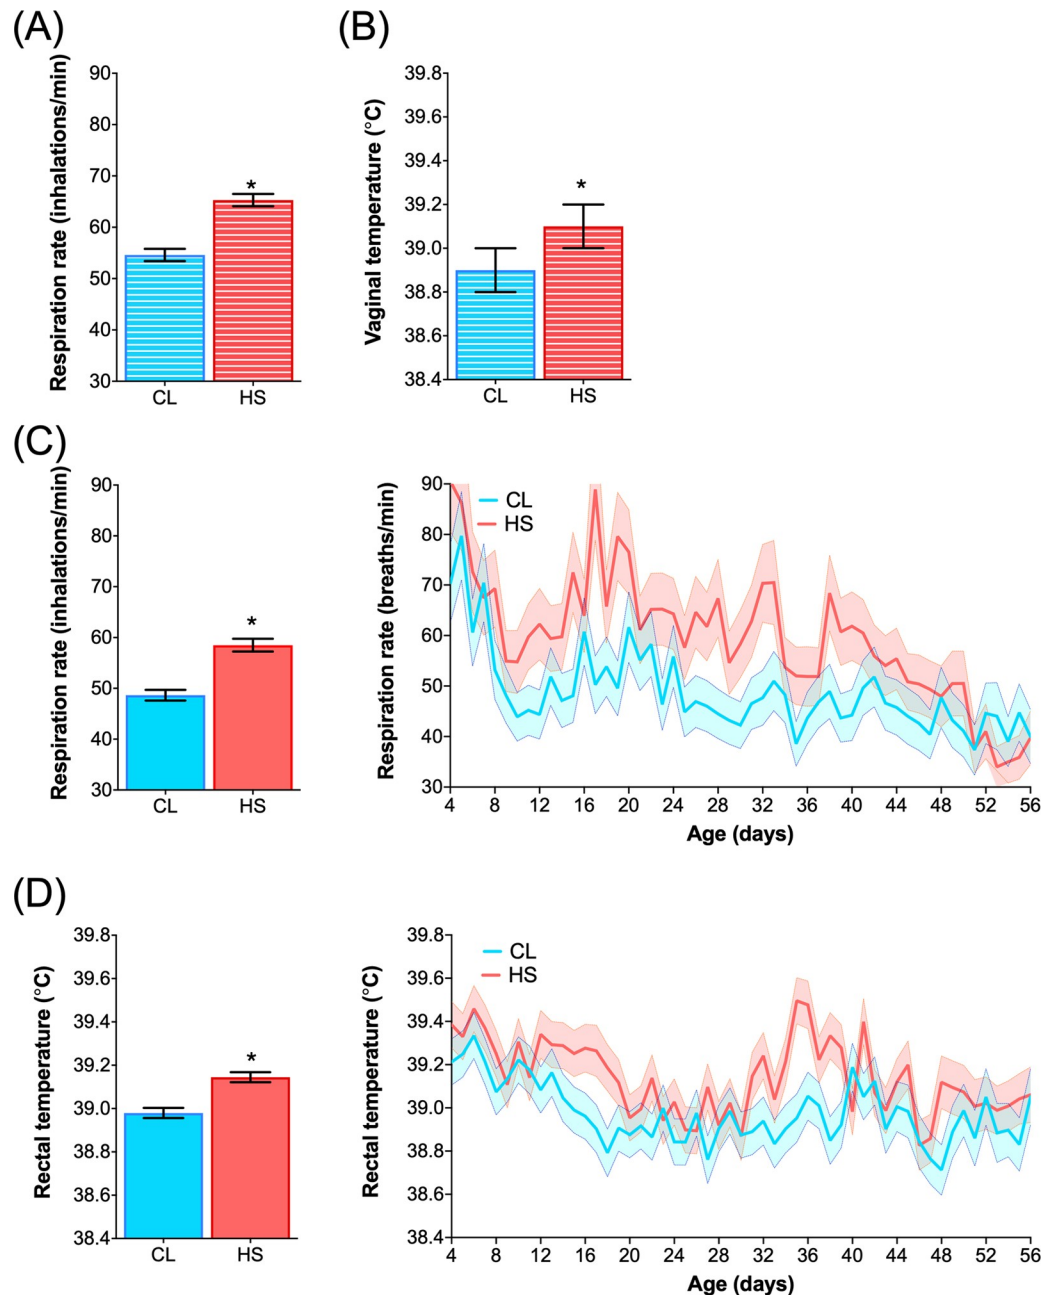 (A)
Respiration rate (inhalations/min)
90
80
70
60
50
40
30
*
CL HS
(B)
Vaginal temperature (°C)
39.8
39.6
39.4
39.2
39.0
38.8
38.6
38.4
*
CL HS
(C)
Respiration rate (inhalations/min)
90
80
70
60
50
40
30
*
CL HS
Respiration rate (breaths/min)
90
80
70
60
50
40
30
CL
HS
4 8 12 16 20 24 28 32 36 40 44 48 52 56
Age (days)
(D)
Rectal temperature (°C)
39.8
39.6
39.4
39.2
39.0
38.8
38.6
38.4
*
CL HS
Rectal temperature (°C)
39.8
39.6
39.4
39.2
39.0
38.8
38.6
38.4
CL
HS
4 8 12 16 20 24 28 32 36 40 44 48 52 56
Age (days)